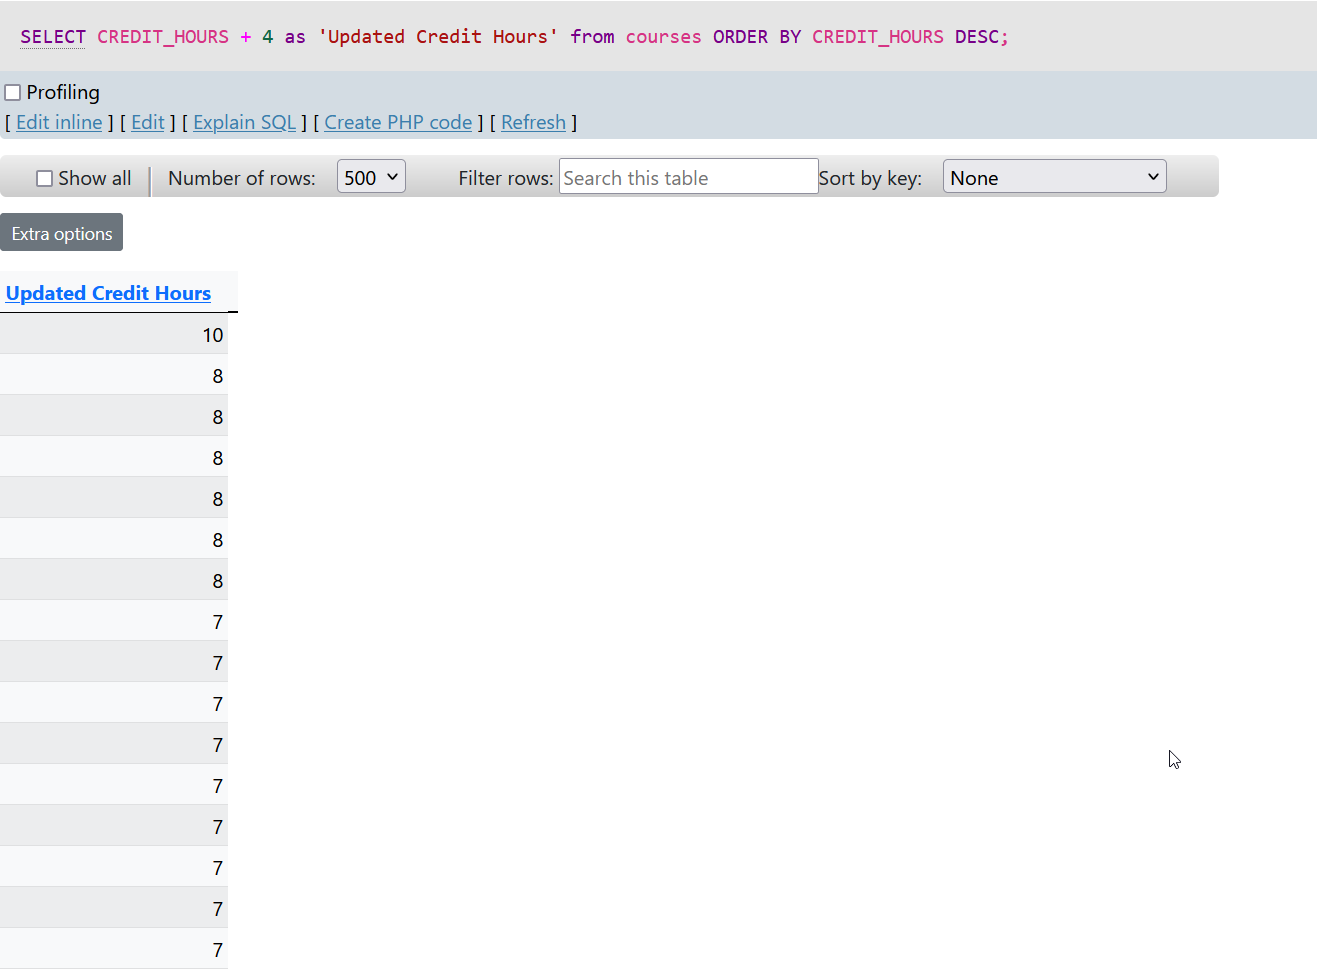 SELECT CREDIT_HOURS + 4 as 'Updated Credit Hours' from courses ORDER BY CREDIT_HOURS DESC;
Profiling
[ Edit inline ] [ Edit ] [ Explain SQL ] [ Create PHP code ] [ Refresh ]
Show all Number of rows: 500 Filter rows: Search this table Sort by key: None
Extra options
Updated Credit Hours
10
8
8
8
8
8
8
7
7
7
7
7
7
7
7
7